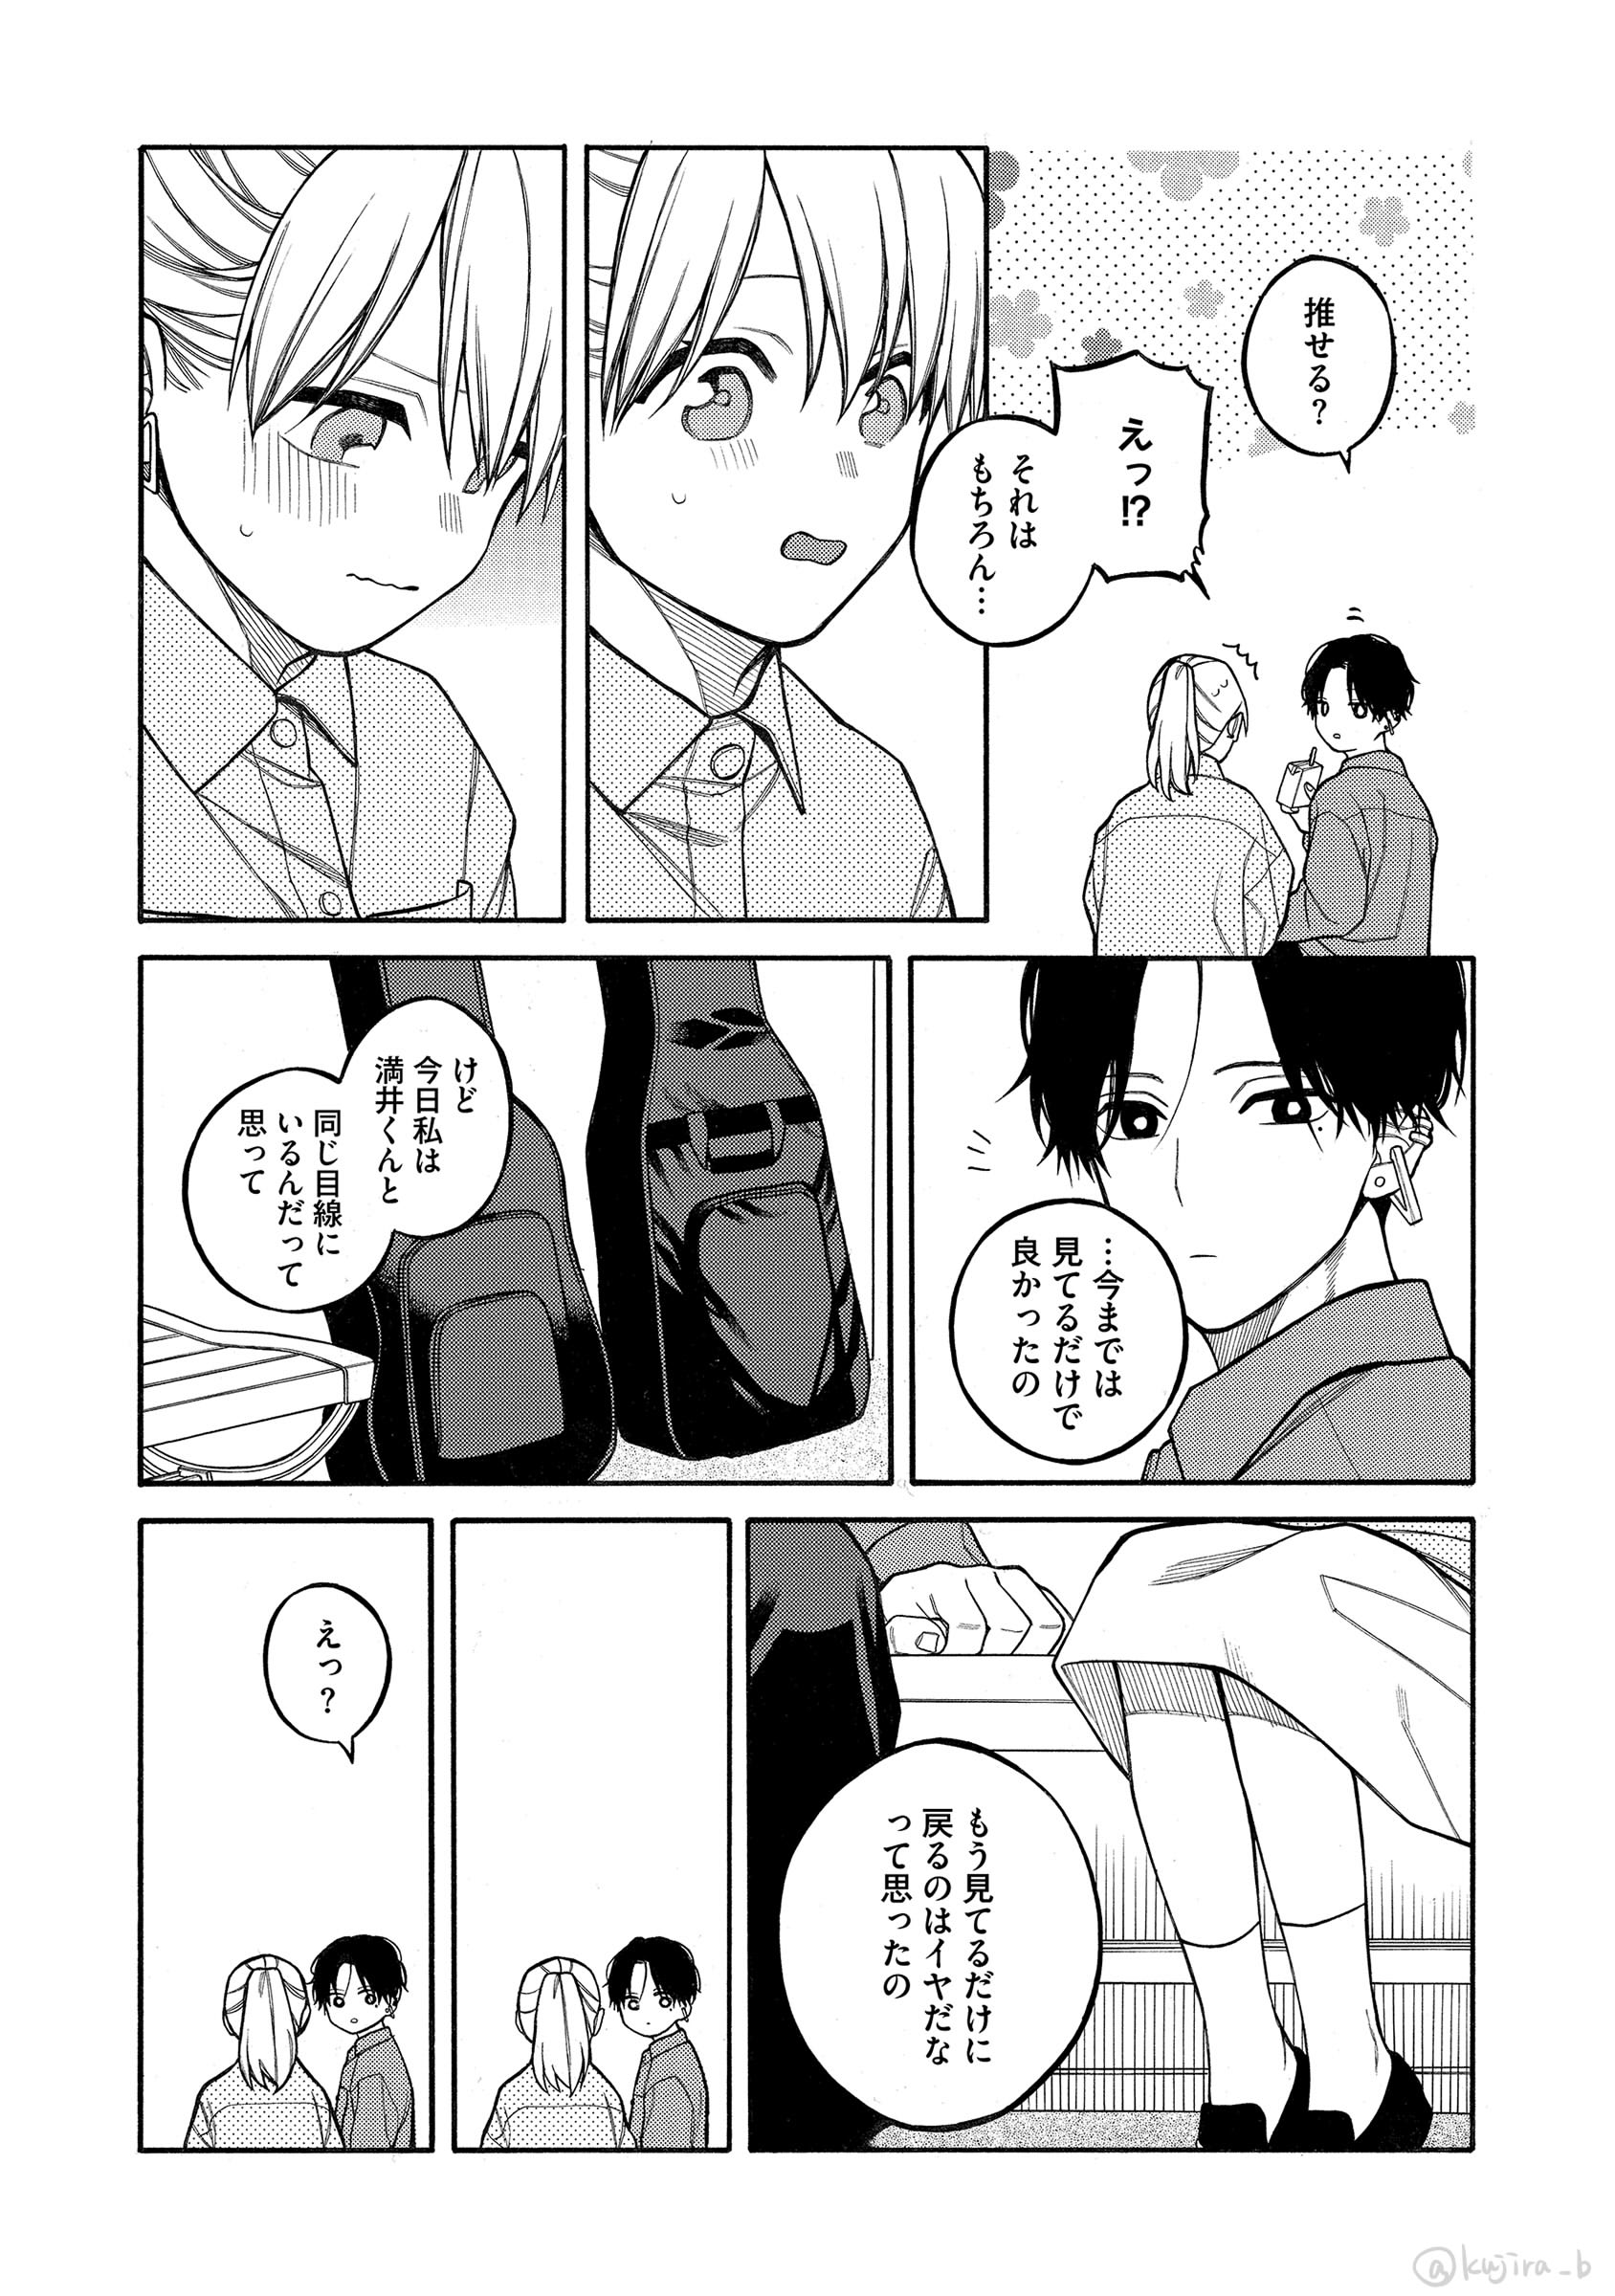 推せる？
えっ!?
それは
もちろん…
…今までは
見てるだけで
良かったの
けど
今日私は
満井くんと
同じ目線に
いるんだって
思って
もう見てるだけに
戻るのはイヤだな
って思ったの
えっ？
@kujira_b